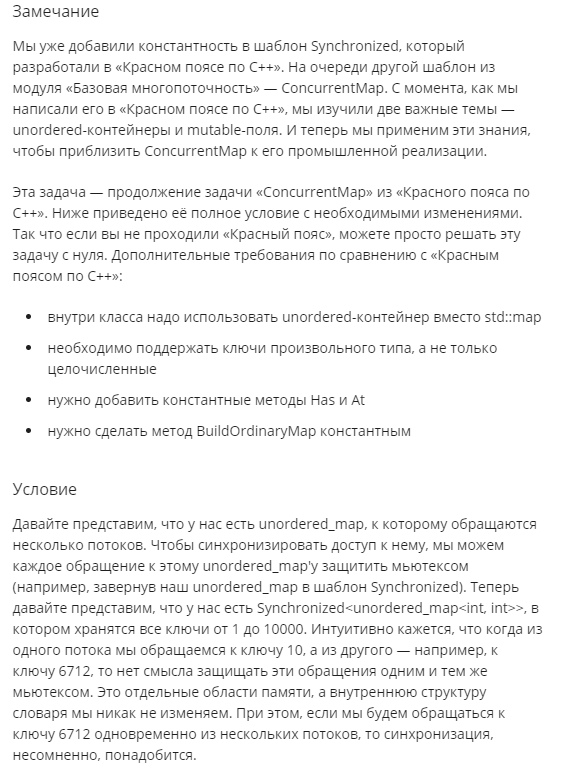 Замечание
Мы уже добавили константность в шаблон Synchronized, который
разработали в «Красном поясе по C++». На очереди другой шаблон из
модуля «Базовая многопоточность» — ConcurrentMap. С момента, как мы
написали его в «Красном поясе по C++», мы изучили две важные темы —
unordered-контейнеры и mutable-поля. И теперь мы применим эти знания,
чтобы приблизить ConcurrentMap к его промышленной реализации.
Эта задача — продолжение задачи «ConcurrentMap» из «Красного пояса по
C++». Ниже приведено её полное условие с необходимыми изменениями.
Так что если вы не проходили «Красный пояс», можете просто решать эту
задачу с нуля. Дополнительные требования по сравнению с «Красным
поясом по C++»:
• внутри класса надо использовать unordered-контейнер вместо std::map
• необходимо поддержать ключи произвольного типа, а не только
целочисленные
• нужно добавить константные методы Has и At
• нужно сделать метод BuildOrdinaryMap константным
Условие
Давайте представим, что у нас есть unordered_map, к которому обращаются
несколько потоков. Чтобы синхронизировать доступ к нему, мы можем
каждое обращение к этому unordered_map'у защитить мьютексом
(например, завернув наш unordered_map в шаблон Synchronized). Теперь
давайте представим, что у нас есть Synchronized<unordered_map<int, int>>, в
котором хранятся все ключи от 1 до 10000. Интуитивно кажется, что когда из
одного потока мы обращаемся к ключу 10, а из другого — например, к
ключу 6712, то нет смысла защищать эти обращения одним и тем же
мьютексом. Это отдельные области памяти, а внутреннюю структуру
словаря мы никак не изменяем. При этом, если мы будем обращаться к
ключу 6712 одновременно из нескольких потоков, то синхронизация,
несомненно, понадобится.